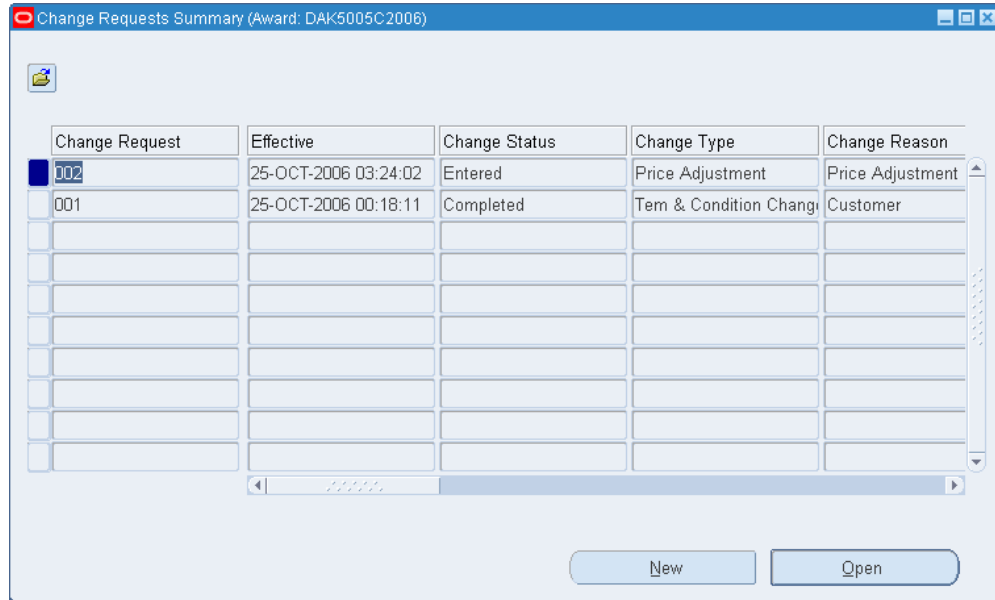 Change Requests Summary (Award: DAK5005C2006)
Change Request Effective Change Status Change Type Change Reason
002 25-OCT-2006 03:24:02 Entered Price Adjustment Price Adjustment
001 25-OCT-2006 00:18:11 Completed Tem & Condition Chang Customer
New Open